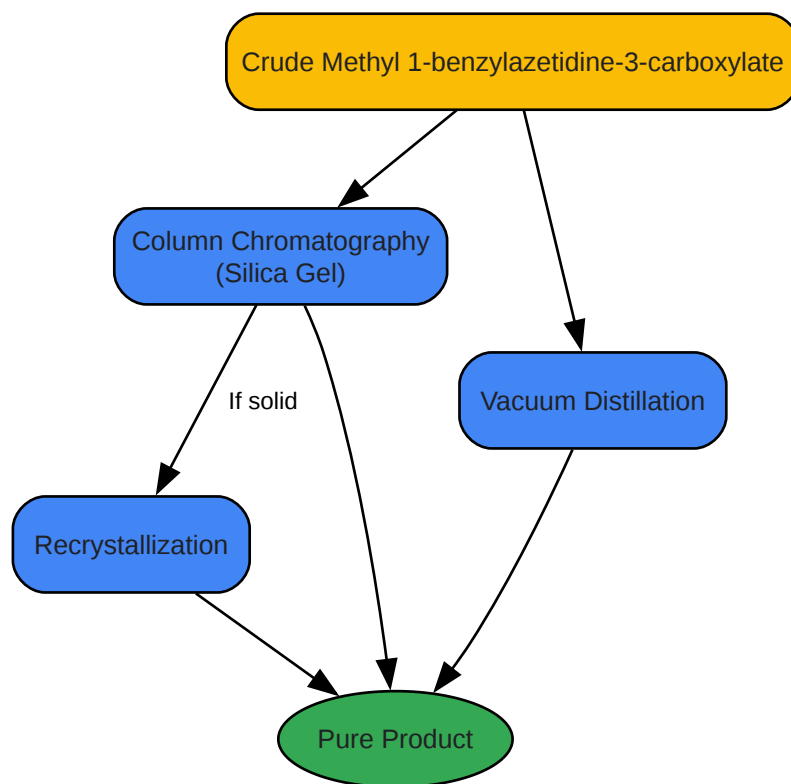 Crude Methyl 1-benzylazetidine-3-carboxylate
Column Chromatography
(Silica Gel)
If solid
Vacuum Distillation
Recrystallization
Pure Product